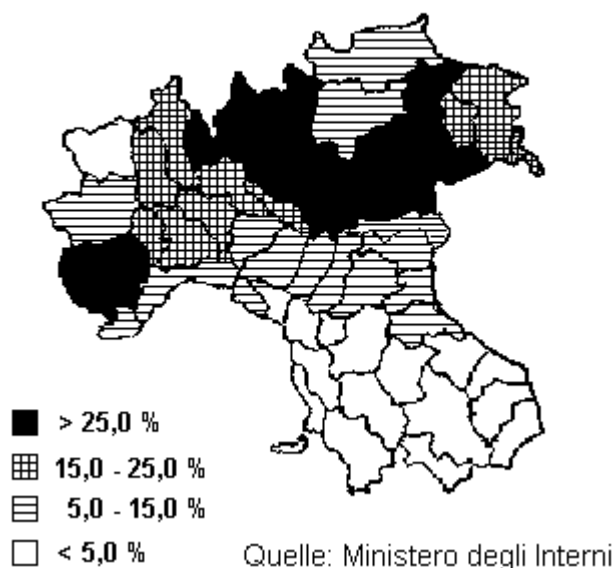 > 25,0 %
15,0 - 25,0 %
5,0 - 15,0 %
< 5,0 %
Quelle: Ministero degli Interni